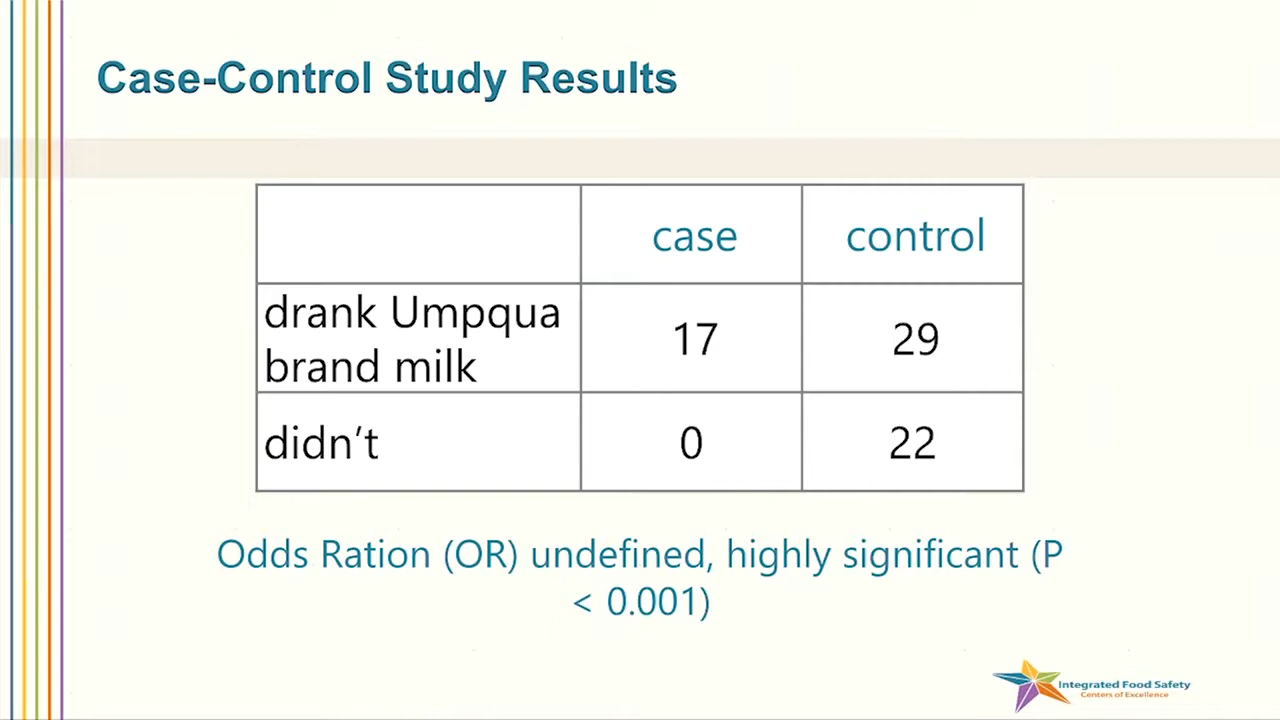 Case-Control Study Results
case control
drank Umpqua
brand milk
17 29
didn't 0 22
Odds Ration (OR) undefined, highly significant (P
< 0.001)
Integrated Food Safety
Centers of Excellence